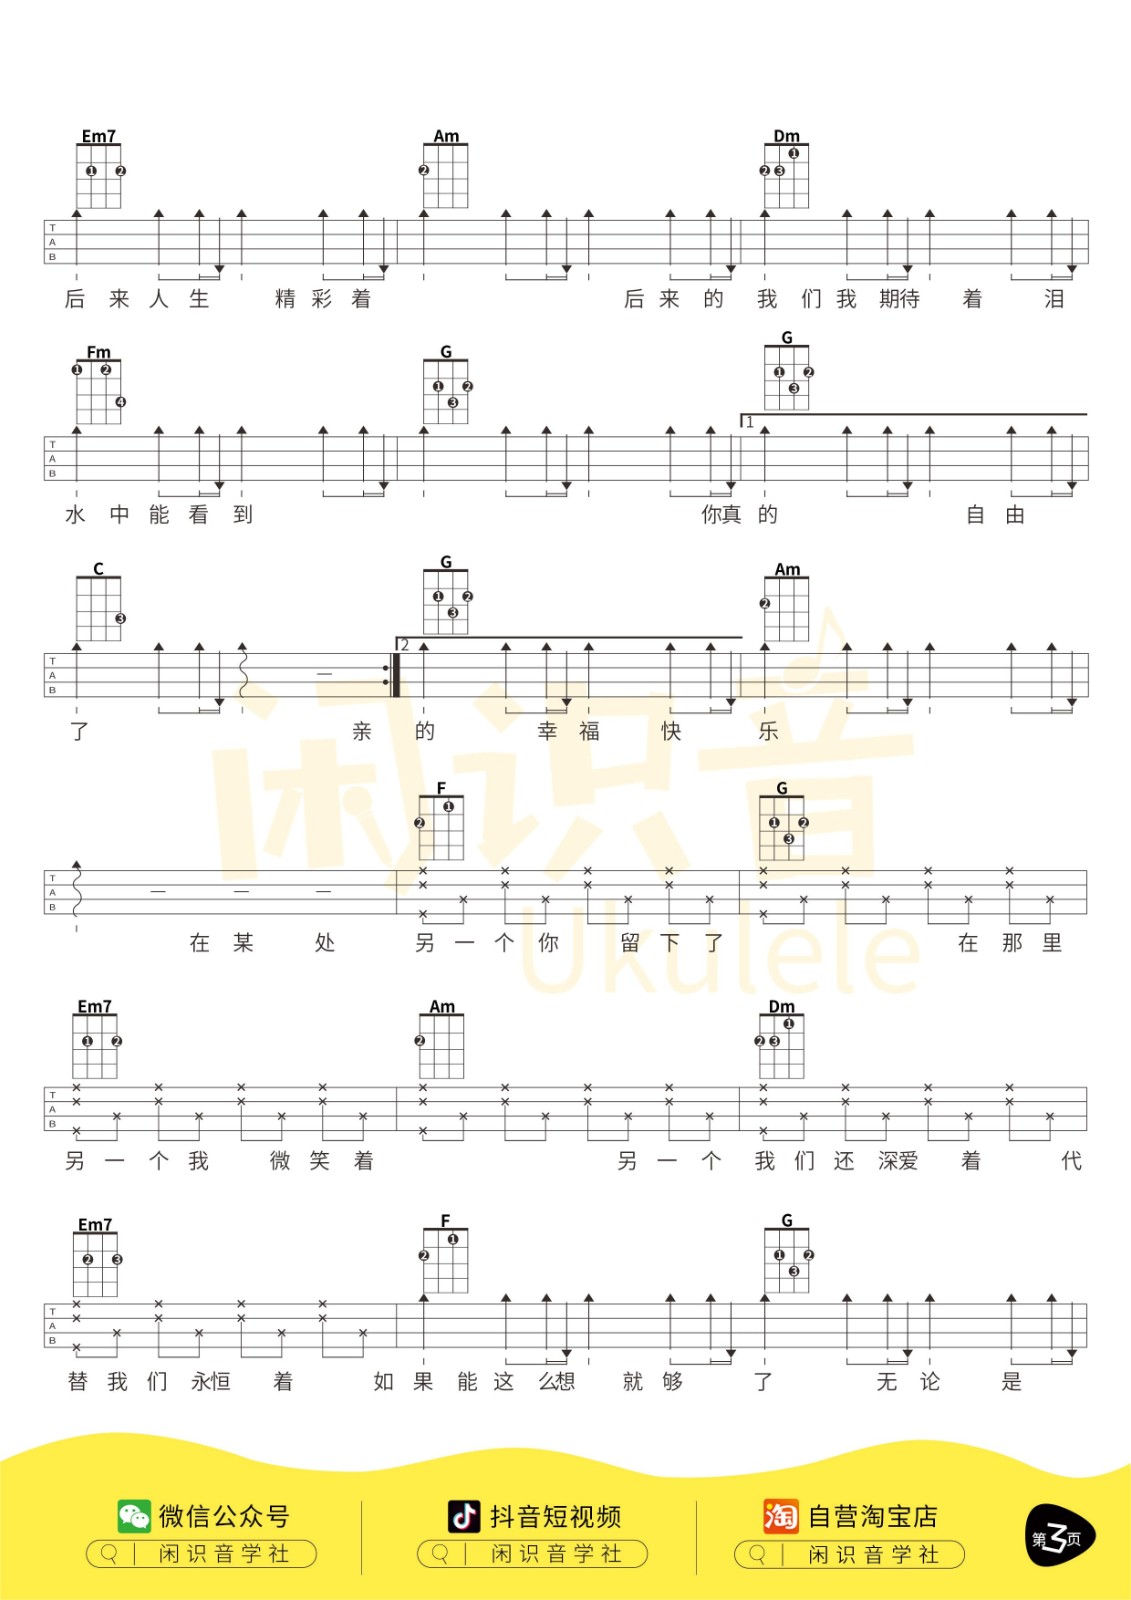 Em7 Am Dm
后来人生 精彩着 后来的我们我期待着 泪
Fm G G
1
水中能看到 你真的 自由
C G Am
2
了 亲的 幸福快乐
F G
在某处 另一个你 留下了 在那里
Em7 Am Dm
另一个我 微笑着 另一个我们还深爱着 代
Em7 F G
替我们永恒着 如果能这么想就够了 无论是
闲识音
Ukulele
微信公众号 抖音短视频 淘 自营淘宝店
闲识音学社 闲识音学社 闲识音学社
第3页